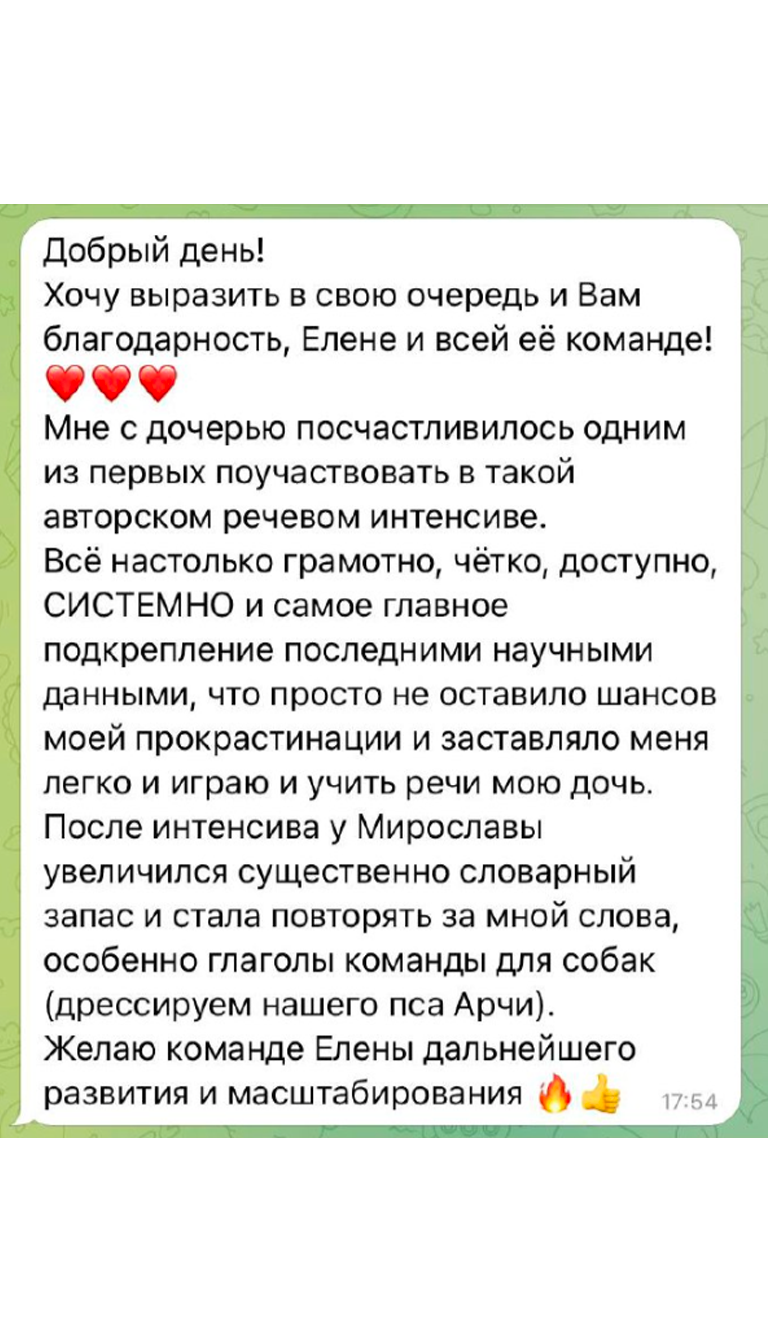 Добрый день!
Хочу выразить в свою очередь и Вам
благодарность, Елене и всей её команде!
❤️❤️❤️
Мне с дочерью посчастливилось одним
из первых поучаствовать в такой
авторском речевом интенсиве.
Всё настолько грамотно, чётко, доступно,
СИСТЕМНО и самое главное
подкрепление последними научными
данными, что просто не оставило шансов
моей прокрастинации и заставляло меня
легко и играю и учить речи мою дочь.
После интенсива у Мирославы
увеличился существенно словарный
запас и стала повторять за мной слова,
особенно глаголы команды для собак
(дрессируем нашего пса Арчи).
Желаю команде Елены дальнейшего
развития и масштабирования 🔥👍 17:54